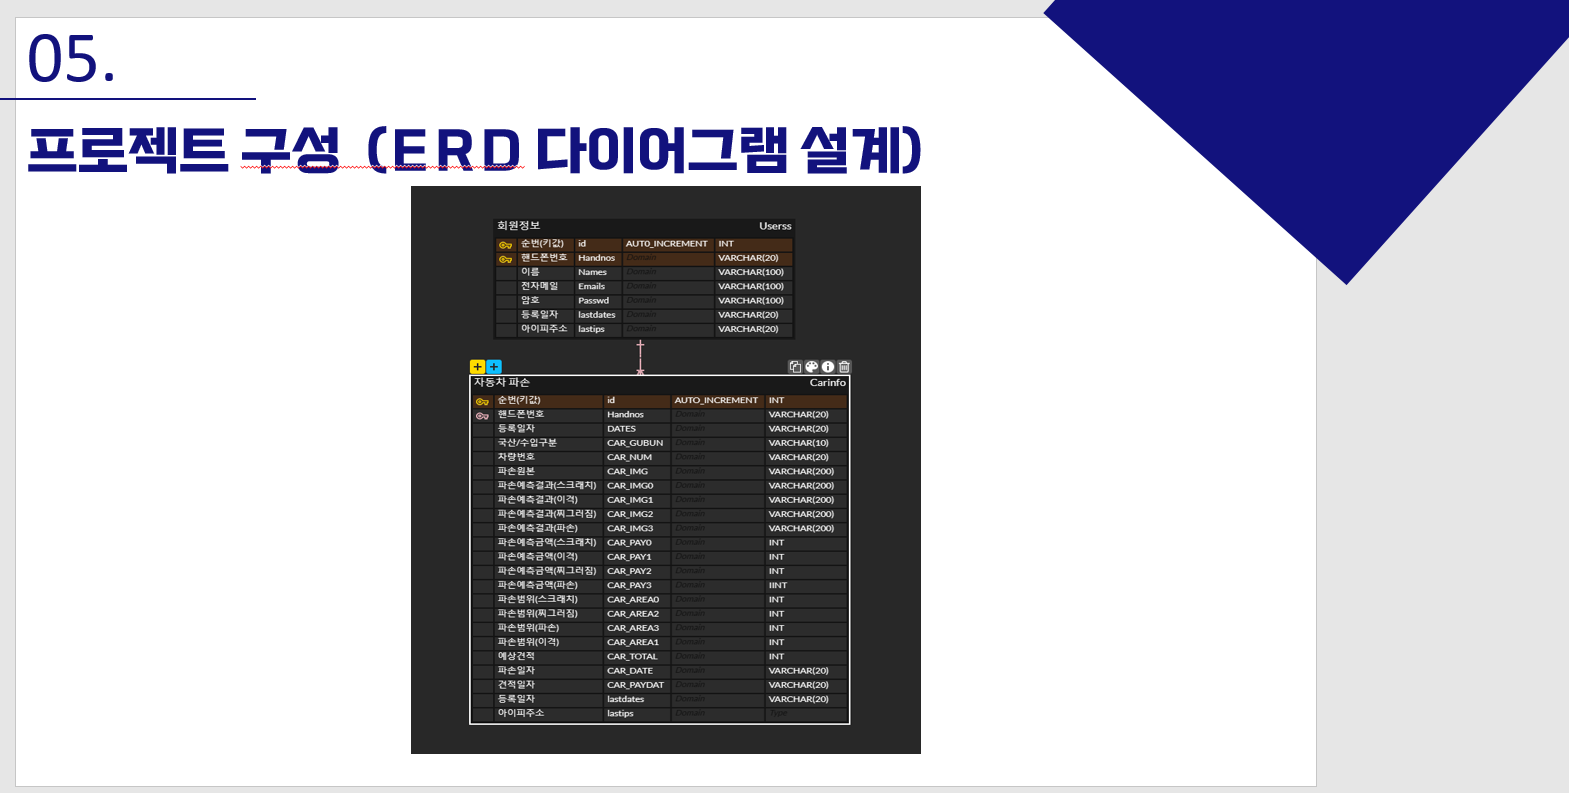 05.
프로젝트 구성 (ERD 다이어그램 설계)
회원정보 Userss
순번(키값) id AUTO_INCREMENT INT
핸드폰번호 Handnos Domain VARCHAR(20)
이름 Names Domain VARCHAR(100)
전자메일 Emails Domain VARCHAR(100)
암호 Passwd Domain VARCHAR(100)
등록일자 lastdates Domain VARCHAR(20)
아이피주소 lastips Domain VARCHAR(20)
자동차 파손 Carinfo
순번(키값) id AUTO_INCREMENT INT
핸드폰번호 Handnos Domain VARCHAR(20)
등록일자 DATES Domain VARCHAR(20)
국산/수입구분 CAR_GUBUN Domain VARCHAR(10)
차량번호 CAR_NUM Domain VARCHAR(20)
파손원본 CAR_IMG Domain VARCHAR(200)
파손예측결과(스크래치) CAR_IMG0 Domain VARCHAR(200)
파손예측결과(이격) CAR_IMG1 Domain VARCHAR(200)
파손예측결과(찌그러짐) CAR_IMG2 Domain VARCHAR(200)
파손예측결과(파손) CAR_IMG3 Domain VARCHAR(200)
파손예측금액(스크래치) CAR_PAY0 Domain INT
파손예측금액(이격) CAR_PAY1 Domain INT
파손예측금액(찌그러짐) CAR_PAY2 Domain INT
파손예측금액(파손) CAR_PAY3 Domain IINT
파손범위(스크래치) CAR_AREA0 Domain INT
파손범위(찌그러짐) CAR_AREA2 Domain INT
파손범위(파손) CAR_AREA3 Domain INT
파손범위(이격) CAR_AREA1 Domain INT
예상견적 CAR_TOTAL Domain INT
파손일자 CAR_DATE Domain VARCHAR(20)
견적일자 CAR_PAYDAT Domain VARCHAR(20)
등록일자 lastdates Domain VARCHAR(20)
아이피주소 lastips Domain Type